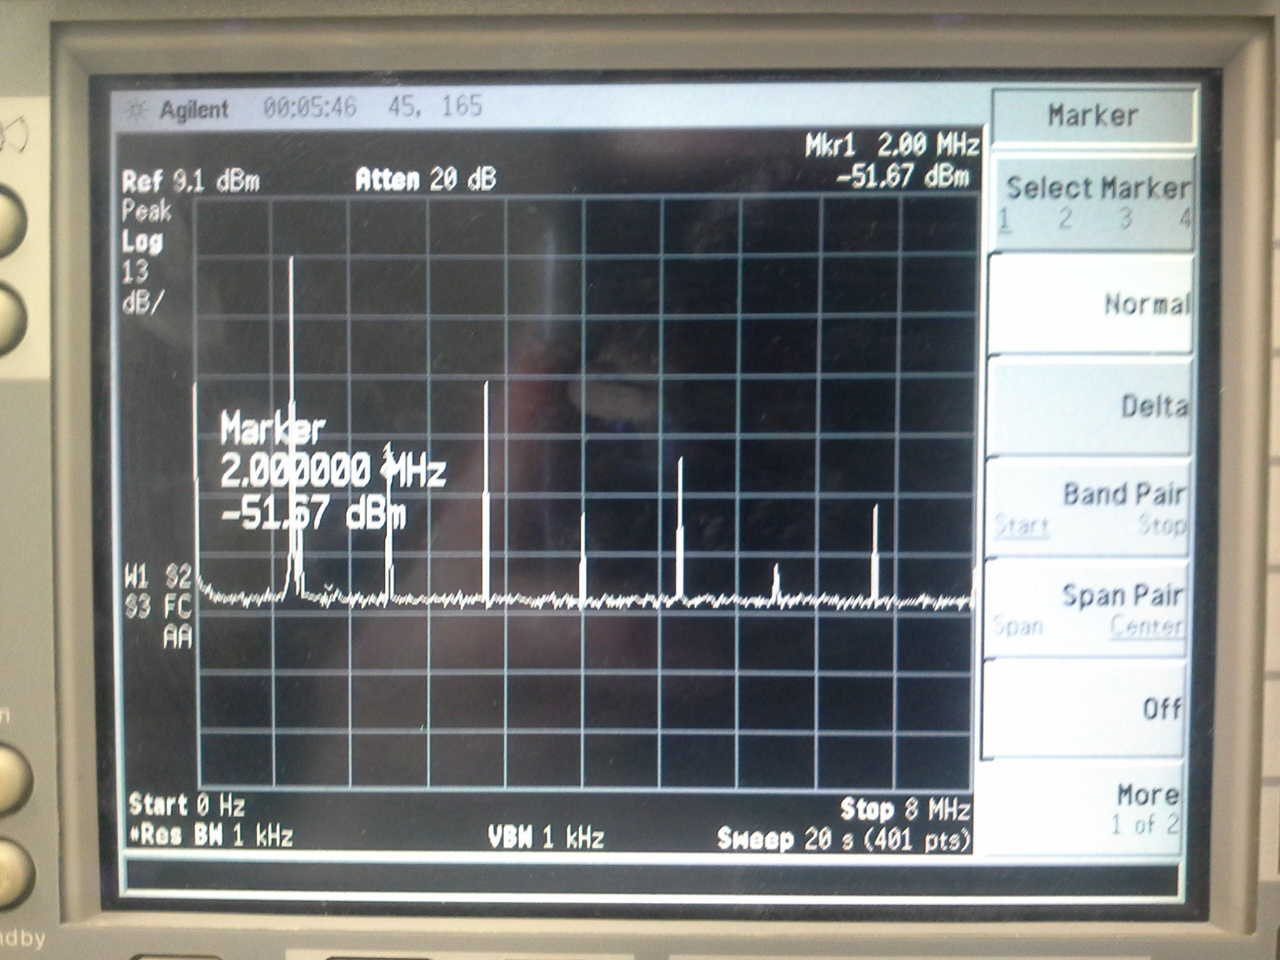 Agilent 00:05:46 45, 165
Mkr1 2.00 MHz
Ref 9.1 dBm Atten 20 dB -51.67 dBm
Peak
Log
13
dB/
1
Marker
2.000000 MHz
-51.67 dBm
W1 S2
S3 FC
AA
Start 0 Hz Stop 8 MHz
*Res BW 1 kHz VBW 1 kHz Sweep 20 s (401 pts)
Marker
Select Marker
1 2 3 4
Normal
Delta
Band Pair
Start Stop
Span Pair
Span Center
Off
More
1 of 2